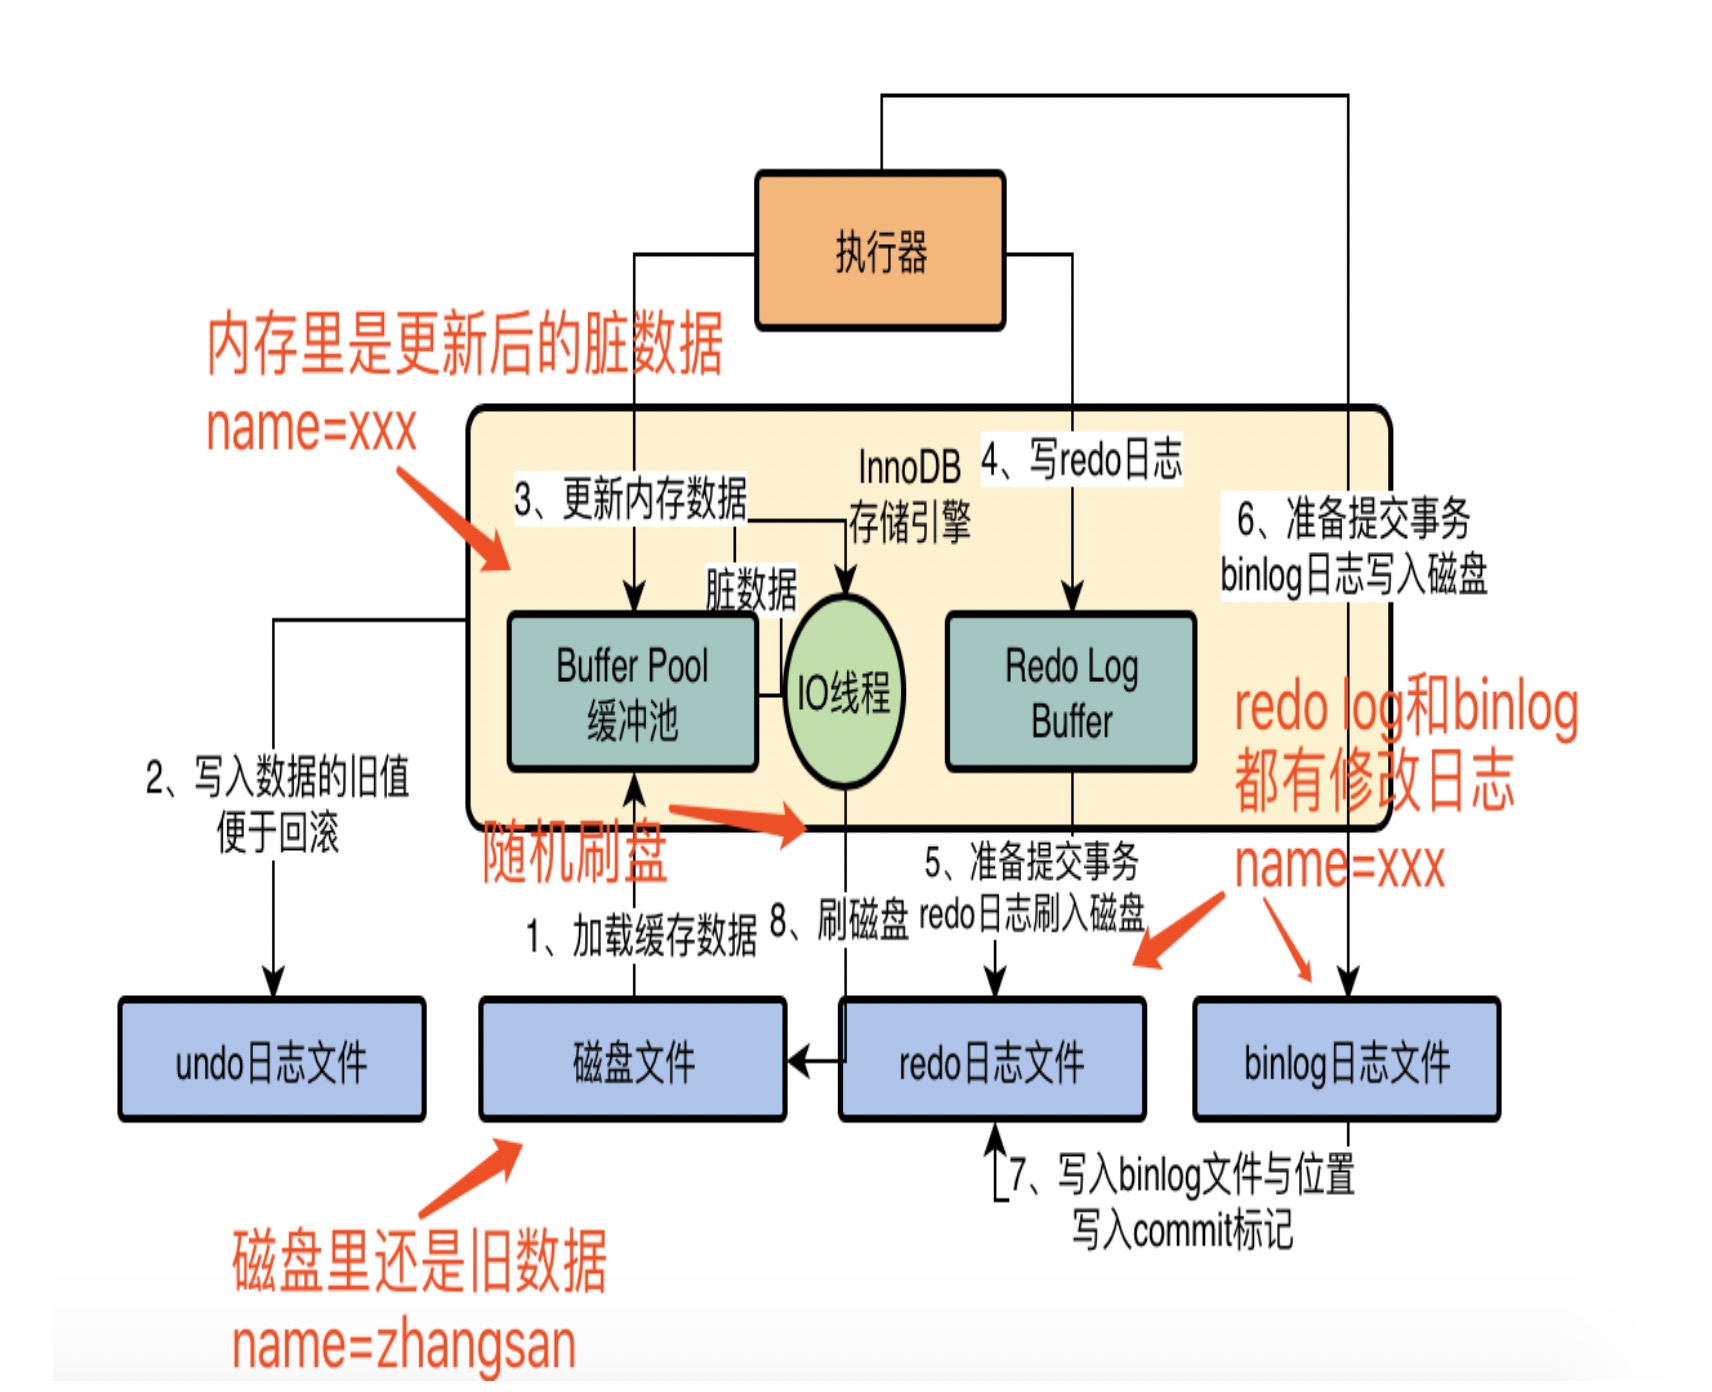 执行器
内存里是更新后的脏数据
name=xxx
InnoDB
存储引擎
4、写redo日志
3、更新内存数据
6、准备提交事务
binlog日志写入磁盘
脏数据
Buffer Pool
缓冲池
IO线程
Redo Log
Buffer
redo log和binlog
都有修改日志
name=xxx
2、写入数据的旧值
便于回滚
随机刷盘
5、准备提交事务
redo日志刷入磁盘
1、加载缓存数据
8、刷磁盘
undo日志文件
磁盘文件
redo日志文件
binlog日志文件
7、写入binlog文件与位置
写入commit标记
磁盘里还是旧数据
name=zhangsan